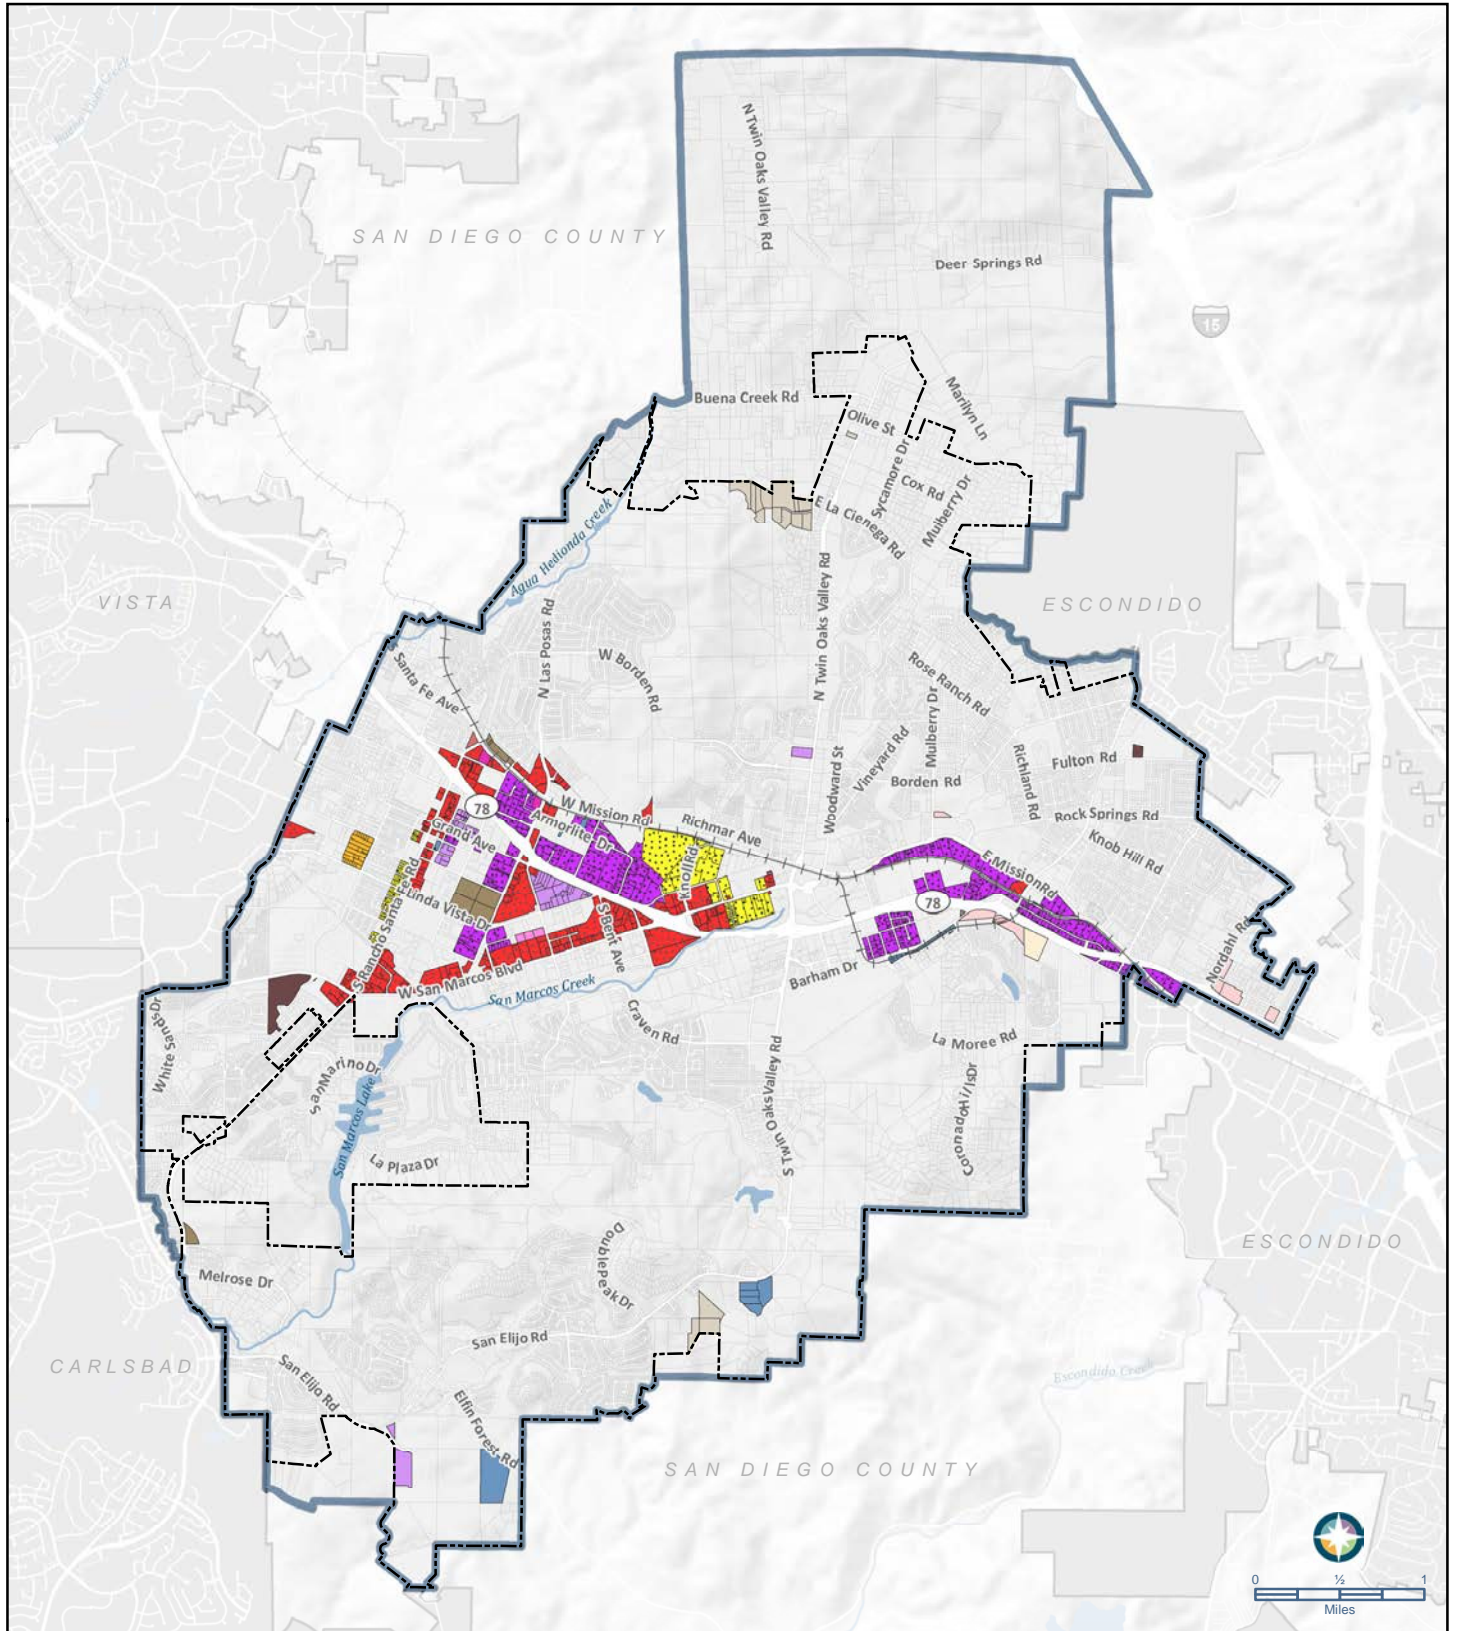 Buena Vista Creek
N Twin Oaks Valley Rd
SAN DIEGO COUNTY
Deer Springs Rd
15
Buena Creek Rd
Marilyn Ln
Olive St
Sycamore Dr
Cox Rd
Mulberry Dr
E La Cienega Rd
Agua Hedionda Creek
VISTA
ESCONDIDO
N Las Posas Rd
N Twin Oaks Valley Rd
S Santa Fe Ave
W Borden Rd
Rose Ranch Rd
Mulberry Dr
Vineyard Rd
Woodward St
Borden Rd
Richland Rd
Fulton Rd
Rock Springs Rd
Knob Hill Rd
78
W Mission Rd
Richmar Ave
Armorlite Dr
Grand Ave
Knoll Rd
E Mission Rd
78
Linda Vista Dr
S Rancho Santa Fe Rd
S Bent Ave
Nordahl Rd
W San Marcos Blvd
Barham Dr
San Marcos Creek
White Sands Dr
Craven Rd
La Moree Rd
San Marino Dr
S Twin Oaks Valley Rd
Coronado Hills Dr
San Marcos Lake
La Plaza Dr
Double Peak Dr
ESCONDIDO
Melrose Dr
San Elijo Rd
CARLSBAD
San Elijo Rd
Escondido Creek
Elfin Forest Rd
SAN DIEGO COUNTY
0 ½ 1
Miles